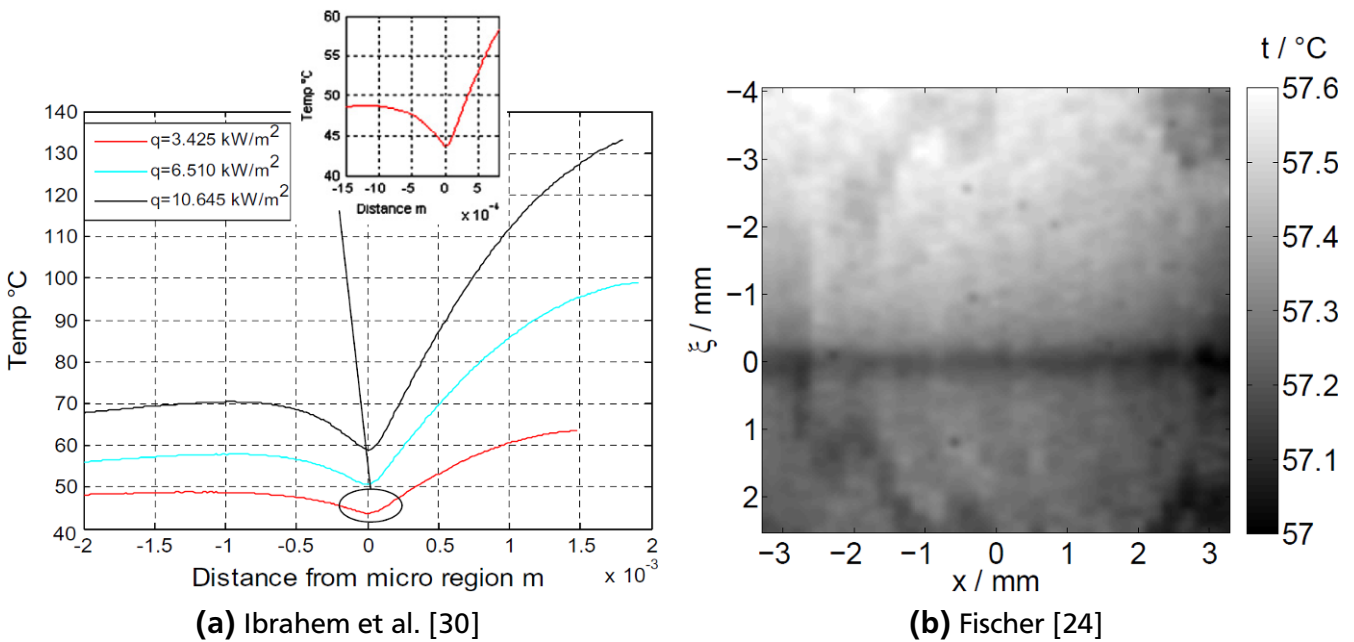 60
55
50
45
40
Temp °C
-15 -10 -5 0 5
Distance m x 10⁻⁴
140
130
120
110
100
90
80
70
60
50
40
Temp °C
q=3.425 kW/m²
q=6.510 kW/m²
q=10.645 kW/m²
-2 -1.5 -1 -0.5 0 0.5 1 1.5 2
Distance from micro region m x 10⁻³
(a) Ibrahem et al. [30]
t / °C
57.6
57.5
57.4
57.3
57.2
57.1
57
−4
−3
−2
−1
0
1
2
ξ / mm
−3 −2 −1 0 1 2 3
x / mm
(b) Fischer [24]